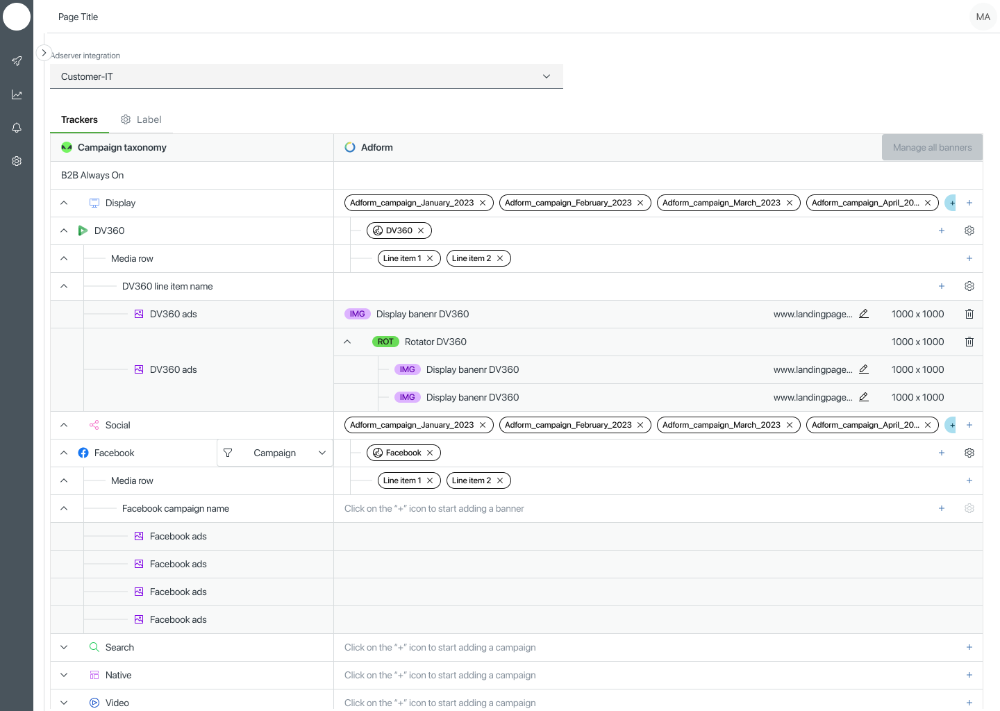 Page Title
MA
Adserver integration
Customer-IT
Trackers Label
Campaign taxonomy Adform Manage all banners
B2B Always On
Display Adform_campaign_January_2023 Adform_campaign_February_2023 Adform_campaign_March_2023 Adform_campaign_April_20... + +
DV360 DV360 +
Media row Line item 1 Line item 2 +
DV360 line item name +
DV360 ads IMG Display banenr DV360 www.landingpage... 1000 x 1000
ROT Rotator DV360 1000 x 1000
DV360 ads IMG Display banenr DV360 www.landingpage... 1000 x 1000
IMG Display banenr DV360 www.landingpage... 1000 x 1000
Social Adform_campaign_January_2023 Adform_campaign_February_2023 Adform_campaign_March_2023 Adform_campaign_April_20... + +
Facebook Campaign Facebook +
Media row Line item 1 Line item 2 +
Facebook campaign name Click on the “+” icon to start adding a banner +
Facebook ads
Facebook ads
Facebook ads
Facebook ads
Search Click on the “+” icon to start adding a campaign +
Native Click on the “+” icon to start adding a campaign +
Video Click on the “+” icon to start adding a campaign +